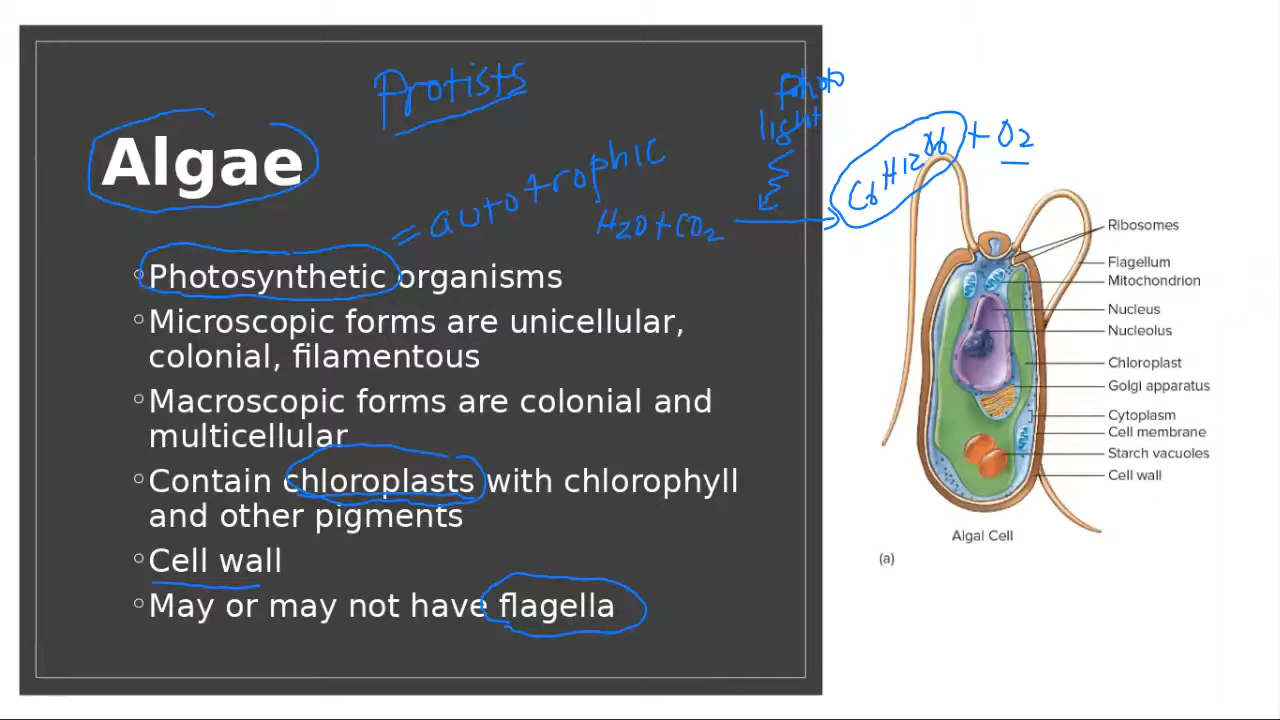 Protists
Algae
= autotrophic
H2O + CO2
photo
light
C6H12O6 + O2
◦Photosynthetic organisms
◦Microscopic forms are unicellular,
colonial, filamentous
◦Macroscopic forms are colonial and
multicellular
◦Contain chloroplasts with chlorophyll
and other pigments
◦Cell wall
◦May or may not have flagella
Ribosomes
Flagellum
Mitochondrion
Nucleus
Nucleolus
Chloroplast
Golgi apparatus
Cytoplasm
Cell membrane
Starch vacuoles
Cell wall
Algal Cell
(a)